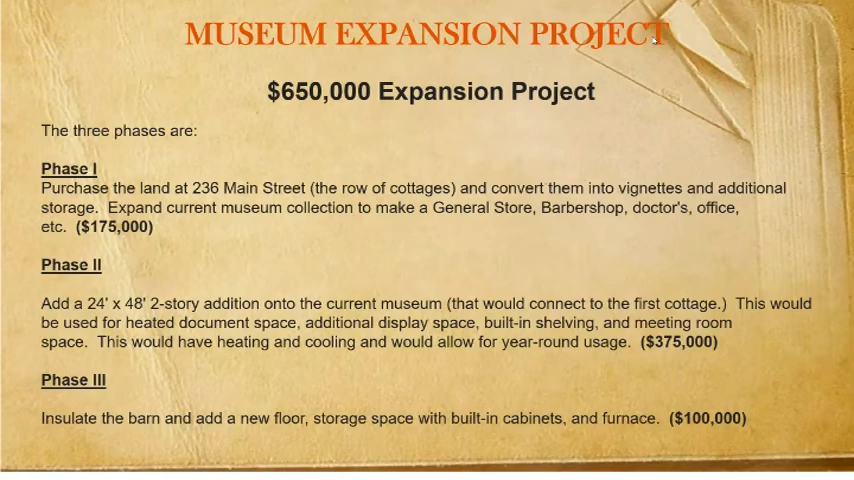 MUSEUM EXPANSION PROJECT
$650,000 Expansion Project
The three phases are:
Phase I
Purchase the land at 236 Main Street (the row of cottages) and convert them into vignettes and additional
storage.  Expand current museum collection to make a General Store, Barbershop, doctor's, office,
etc.  ($175,000)
Phase II
Add a 24' x 48' 2-story addition onto the current museum (that would connect to the first cottage.)  This would
be used for heated document space, additional display space, built-in shelving, and meeting room
space.  This would have heating and cooling and would allow for year-round usage.  ($375,000)
Phase III
Insulate the barn and add a new floor, storage space with built-in cabinets, and furnace.  ($100,000)